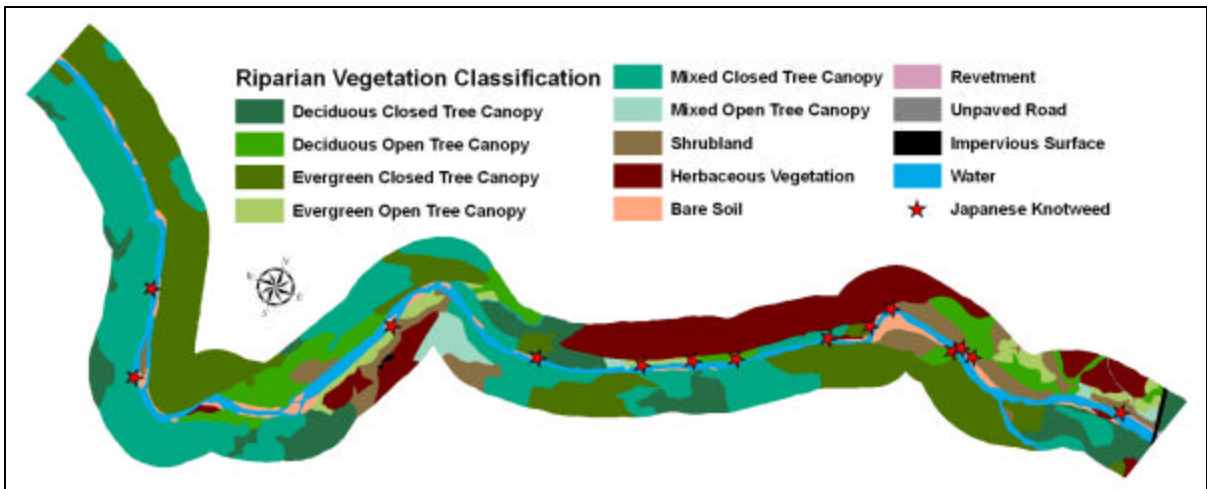 Riparian Vegetation Classification
Deciduous Closed Tree Canopy
Deciduous Open Tree Canopy
Evergreen Closed Tree Canopy
Evergreen Open Tree Canopy
Mixed Closed Tree Canopy
Mixed Open Tree Canopy
Shrubland
Herbaceous Vegetation
Bare Soil
Revetment
Unpaved Road
Impervious Surface
Water
Japanese Knotweed
N
E
S
W